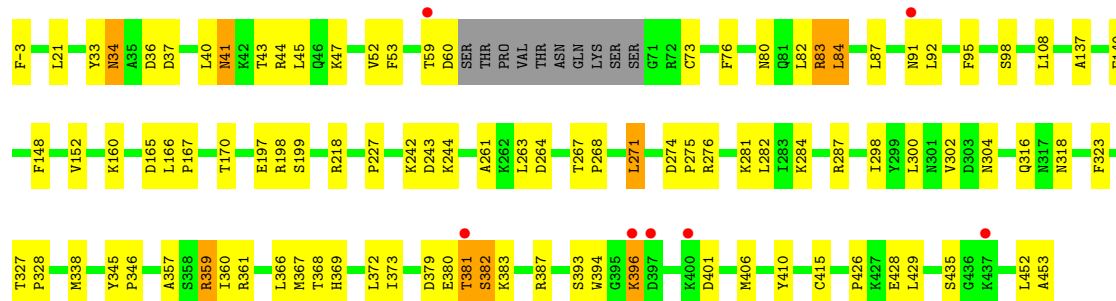 F-3 L21 Y33 N34 A35 D36 D37 L40 N41 K42 T43 R44 L45 Q46 K47 V52 F53 T59 D60 SER THR PRO VAL THR ASN GLN LYS SER SER G71 R72 C73 F76 N80 Q81 L82 R83 L84 L87 N91 L92 F95 S98 L108 A137
F148 V152 K160 D165 L166 P167 T170 E197 R198 S199 R218 P227 K242 D243 K244 A261 K262 L263 D264 T267 P268 L271 D274 P275 R276 K281 L282 I283 K284 R287 I298 Y299 L300 N301 V302 D303 N304 Q316 N317 N318 F323
T327 P328 M338 Y345 P346 A357 S358 R359 I360 R361 L366 M367 T368 H369 L372 I373 D379 E380 T381 S382 K383 R387 S393 W394 G395 K396 D397 K400 D401 M406 Y410 C415 P426 K427 E428 L429 S435 G436 K437 L452 A453